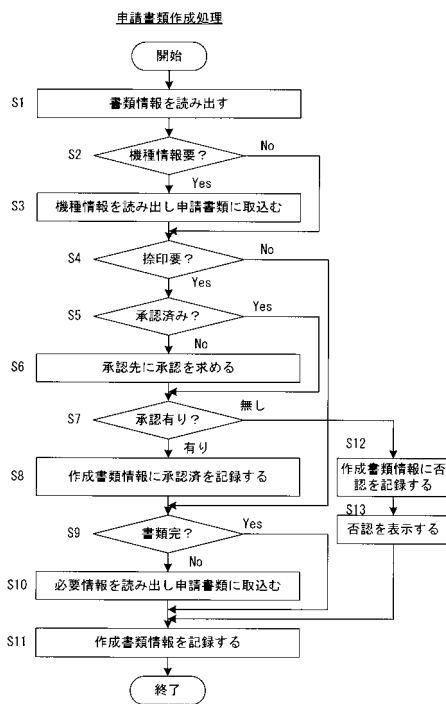 申請書類作成処理
開始
S1
書類情報を読み出す
S2
機種情報要?
No
Yes
S3
機種情報を読み出し申請書類に取込む
S4
捺印要?
No
Yes
S5
承認済み?
Yes
No
S6
承認先に承認を求める
S7
承認有り?
無し
有り
S12
作成書類情報に否
認を記録する
S8
作成書類情報に承認済を記録する
S13
否認を表示する
S9
書類完?
Yes
No
S10
必要情報を読み出し申請書類に取込む
S11
作成書類情報を記録する
終了